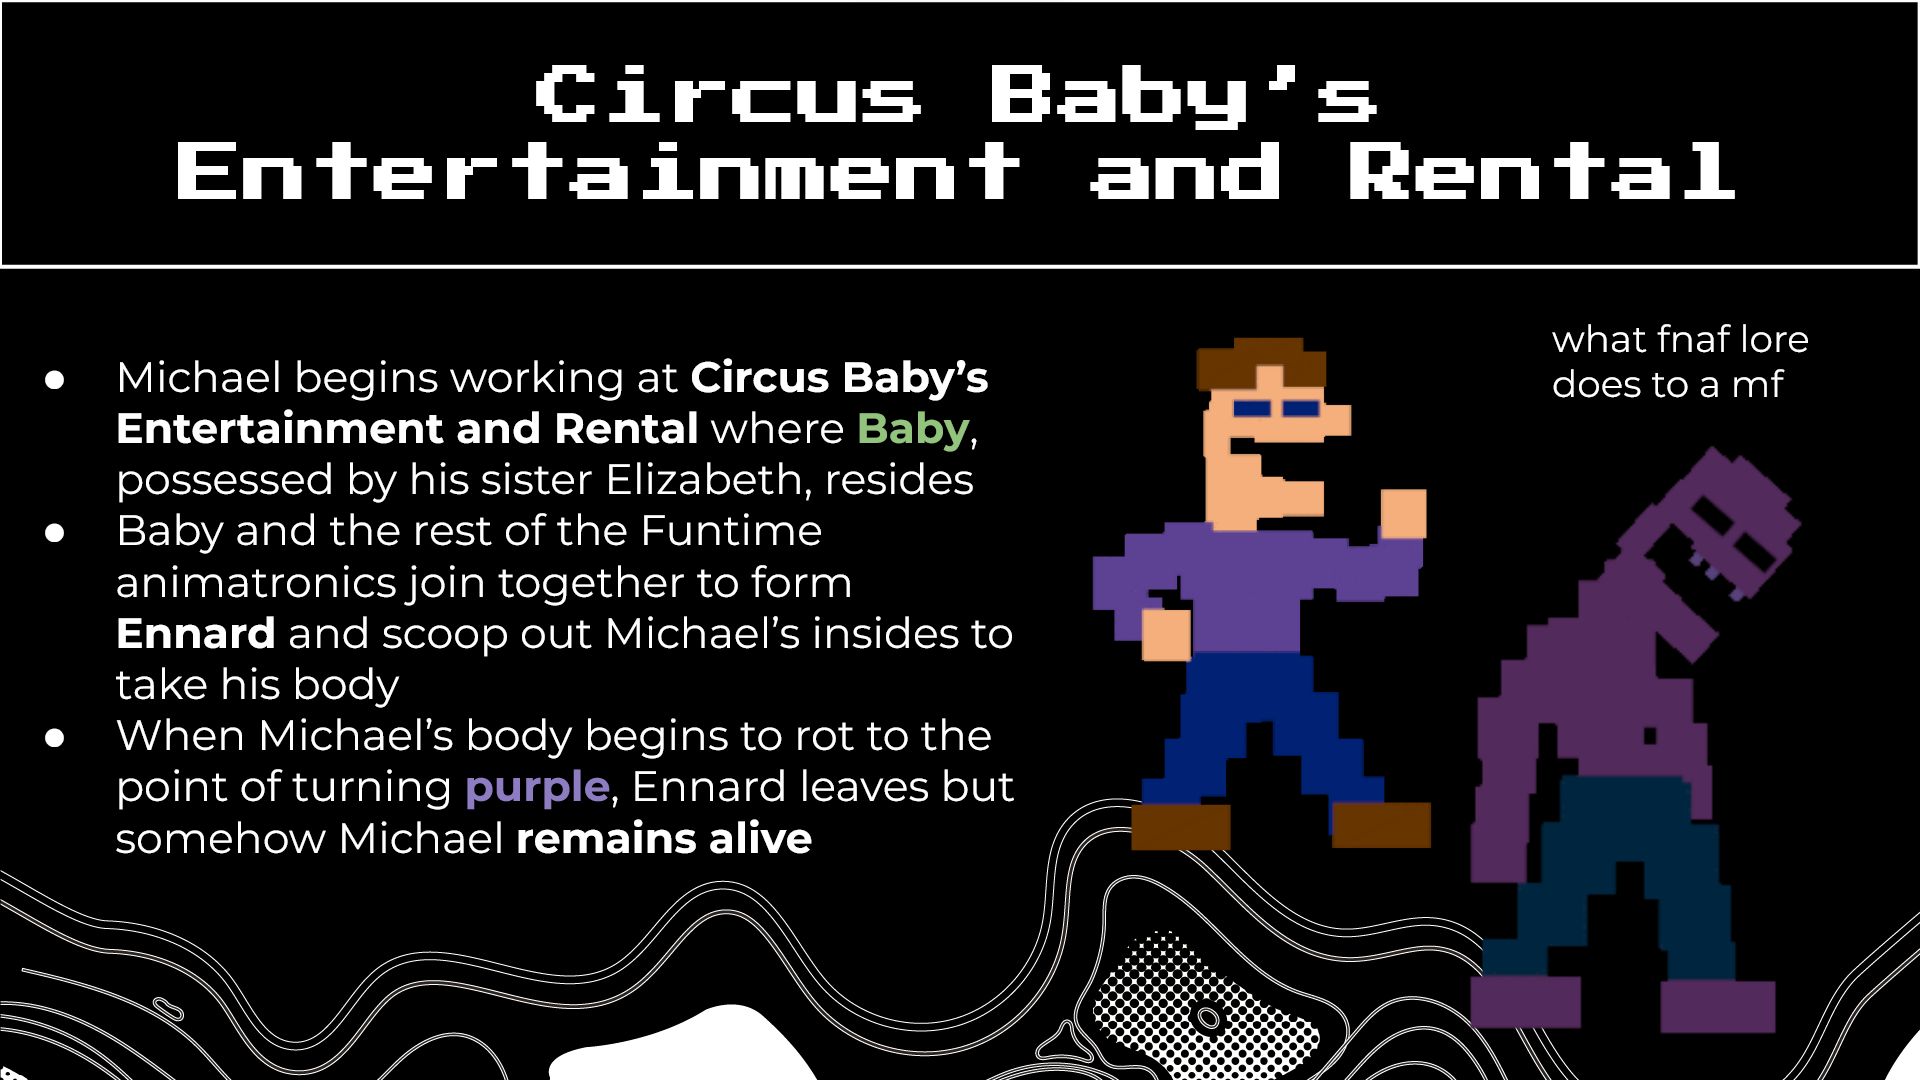 Circus Baby’s
Entertainment and Rental
what fnaf lore
does to a mf
● Michael begins working at Circus Baby’s
Entertainment and Rental where Baby,
possessed by his sister Elizabeth, resides
● Baby and the rest of the Funtime
animatronics join together to form
Ennard and scoop out Michael’s insides to
take his body
● When Michael’s body begins to rot to the
point of turning purple, Ennard leaves but
somehow Michael remains alive